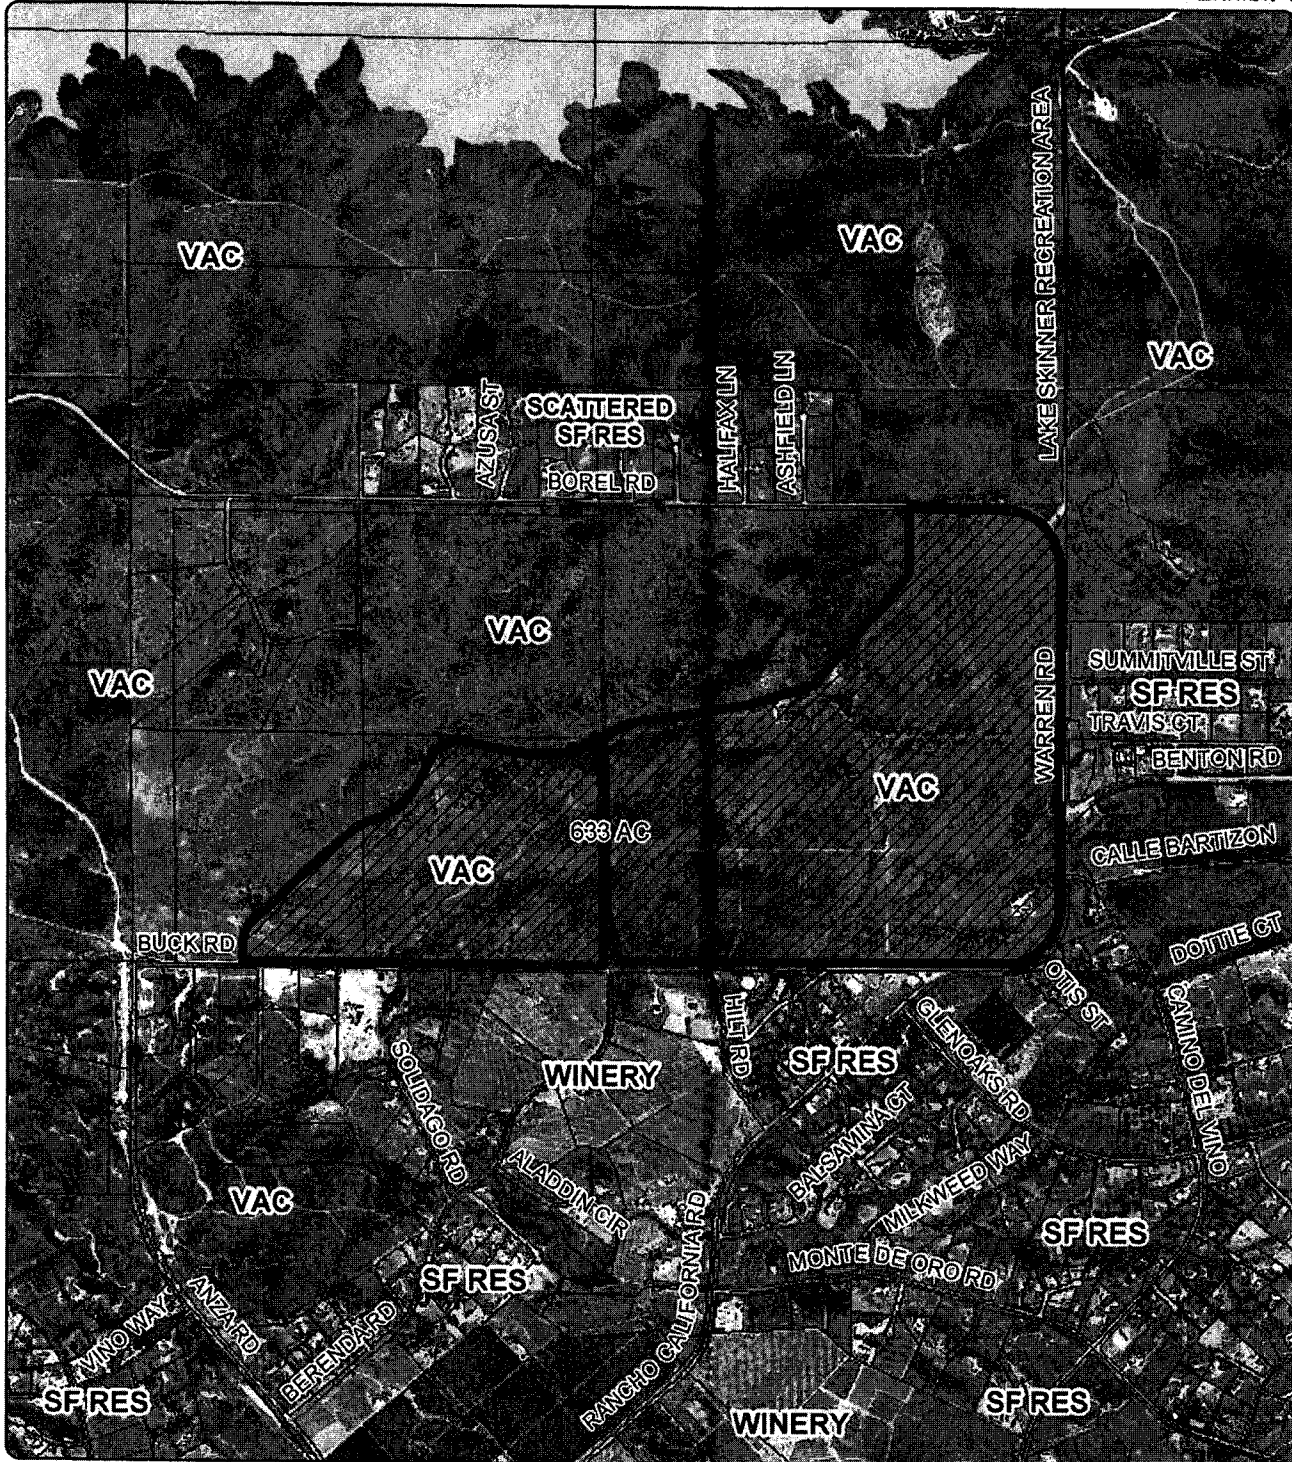 LAKE SKINNER RECREATION AREA
VAC
VAC
VAC
AZUSA ST
SCATTERED
SF RES
HALIFAX LN
ASHFIELD LN
BOREL RD
VAC
VAC
WARREN RD
SUMMITVILLE ST
SF RES
TRAVIS CT
BENTON RD
VAC
633 AC
VAC
CALLE BARTIZON
BUCK RD
DOTTIE CT
OTIS ST
CAMINO DEL VINO
HILT RD
GLENOAKS RD
SOLIDAGO RD
WINERY
SF RES
BALSAMINA CT
ALADDIN CIR
MILKWEED WAY
VAC
RANCHO CALIFORNIA RD
SF RES
MONTE DE ORO RD
SF RES
ANZA RD
VINO WAY
BERENDA RD
SF RES
WINERY
SF RES